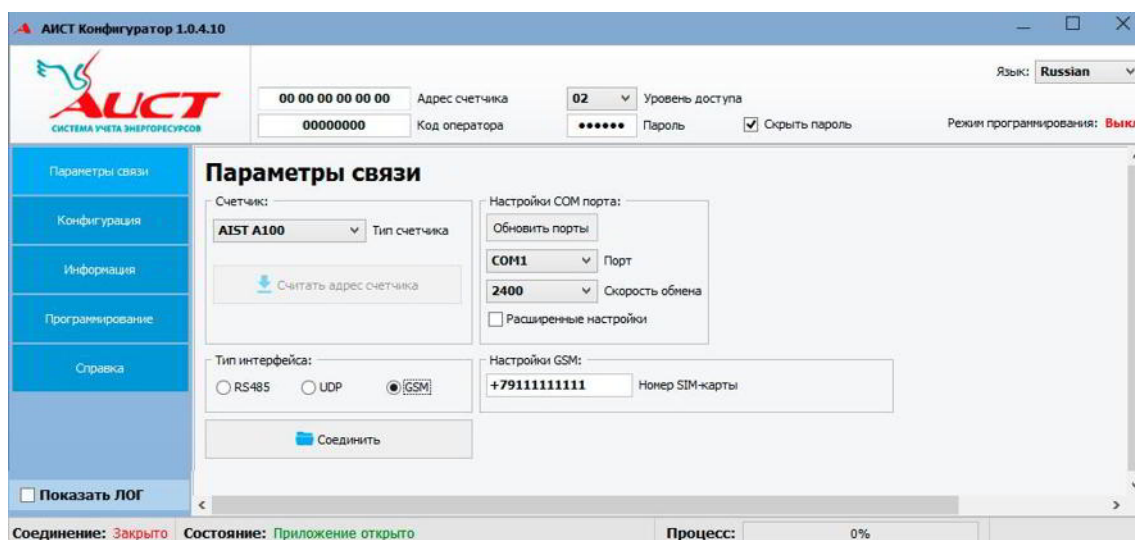 АИСТ Конфигуратор 1.0.4.10
Язык: Russian
АИСТ
СИСТЕМА УЧЕТА ЭНЕРГОРЕСУРСОВ
00 00 00 00 00 00 Адрес счетчика 02 Уровень доступа
00000000 Код оператора •••••• Пароль Скрыть пароль Режим программирования: Выкл
Параметры связи
Конфигурация
Информация
Программирование
Справка
Параметры связи
Счетчик:
AIST A100 Тип счетчика
Считать адрес счетчика
Настройки COM порта:
Обновить порты
COM1 Порт
2400 Скорость обмена
Расширенные настройки
Тип интерфейса:
RS485 UDP GSM
Настройки GSM:
+79111111111 Номер SIM-карты
Соединить
Показать ЛОГ
Соединение: Закрыто Состояние: Приложение открыто Процесс: 0%